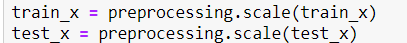 train_x = preprocessing.scale(train_x)
test_x = preprocessing.scale(test_x)